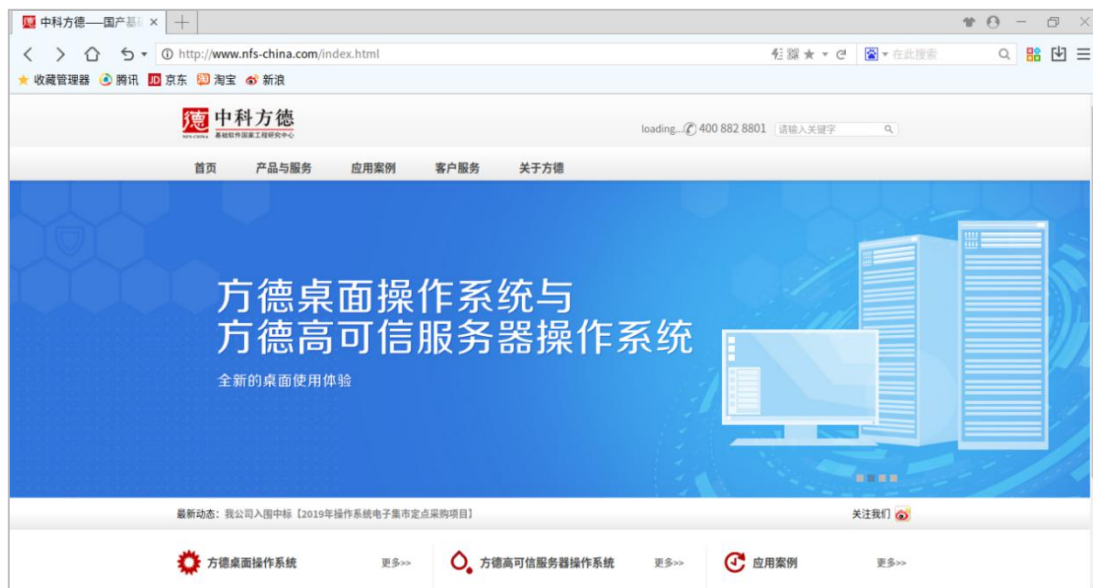 中科方德——国产基
http://www.nfs-china.com/index.html
在此搜索
收藏管理器 腾讯 JD 京东 淘 淘宝 新浪
德 中科方德
NFS-CHINA 基础软件国家工程研究中心
loading...✆ 400 882 8801 请输入关键字
首页 产品与服务 应用案例 客户服务 关于方德
方德桌面操作系统与
方德高可信服务器操作系统
全新的桌面使用体验
最新动态：我公司入围中标【2019年操作系统电子集市定点采购项目】 关注我们
方德桌面操作系统 更多>> 方德高可信服务器操作系统 更多>> 应用案例 更多>>